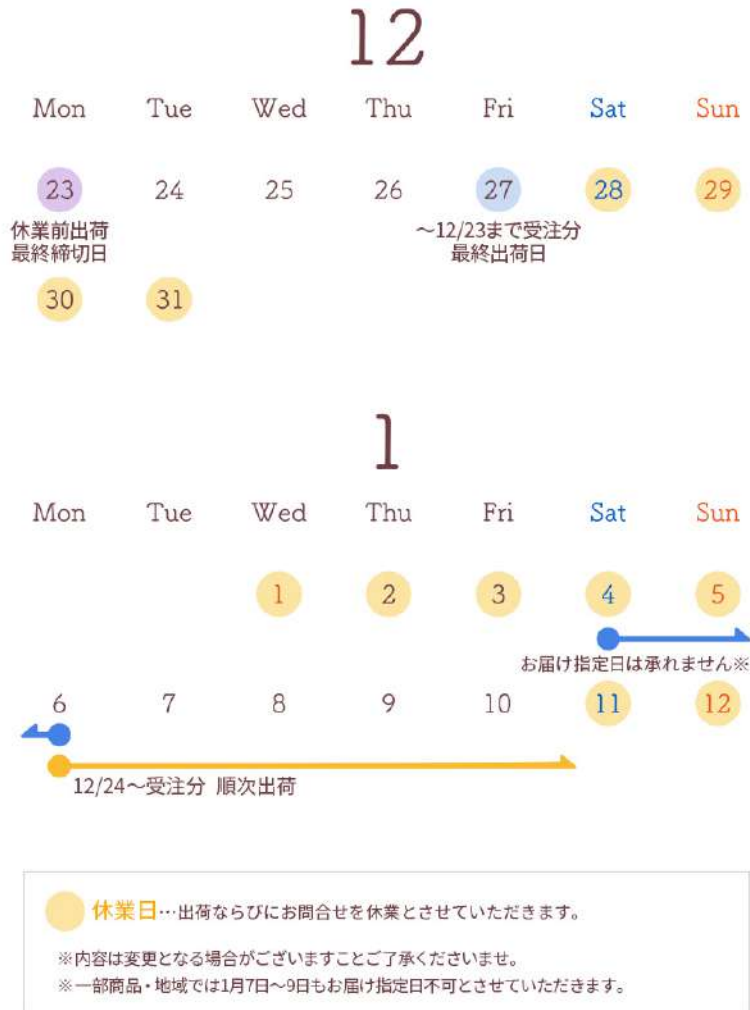 12
Mon Tue Wed Thu Fri Sat Sun
23 24 25 26 27 28 29
休業前出荷
最終締切日
～12/23まで受注分
最終出荷日
30 31
1
Mon Tue Wed Thu Fri Sat Sun
1 2 3 4 5
お届け指定日は承れません※
6 7 8 9 10 11 12
12/24～受注分 順次出荷
休業日…出荷ならびにお問合せを休業とさせていただきます。
※内容は変更となる場合がございますことご了承くださいませ。
※一部商品・地域では1月7日～9日もお届け指定日不可とさせていただきます。